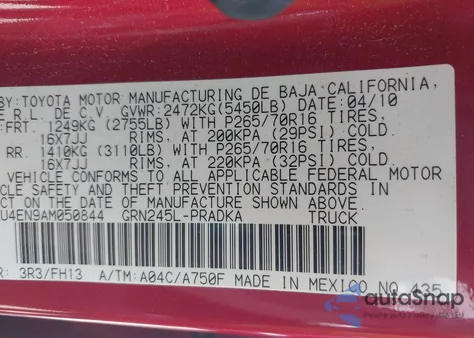 BY:TOYOTA MOTOR MANUFACTURING DE BAJA CALIFORNIA,
E R.L. DE C.V. GVWR:2472KG(5450LB) DATE:04/10
FRT. 1249KG (2755LB) WITH P265/70R16 TIRES,
16X7JJ RIMS, AT 200KPA (29PSI) COLD.
RR. 1410KG (3110LB) WITH P265/70R16 TIRES,
16X7JJ RIMS, AT 220KPA (32PSI) COLD.
VEHICLE CONFORMS TO ALL APPLICABLE FEDERAL MOTOR
CLE SAFETY AND THEFT PREVENTION STANDARDS IN
DATE OF MANUFACTURE SHOWN ABOVE.
U4EN9AM050844 GRN245L-PRADKA TRUCK
R: 3R3/FH13 A/TM:A04C/A750F MADE IN MEXICO NO.435
autoSnap